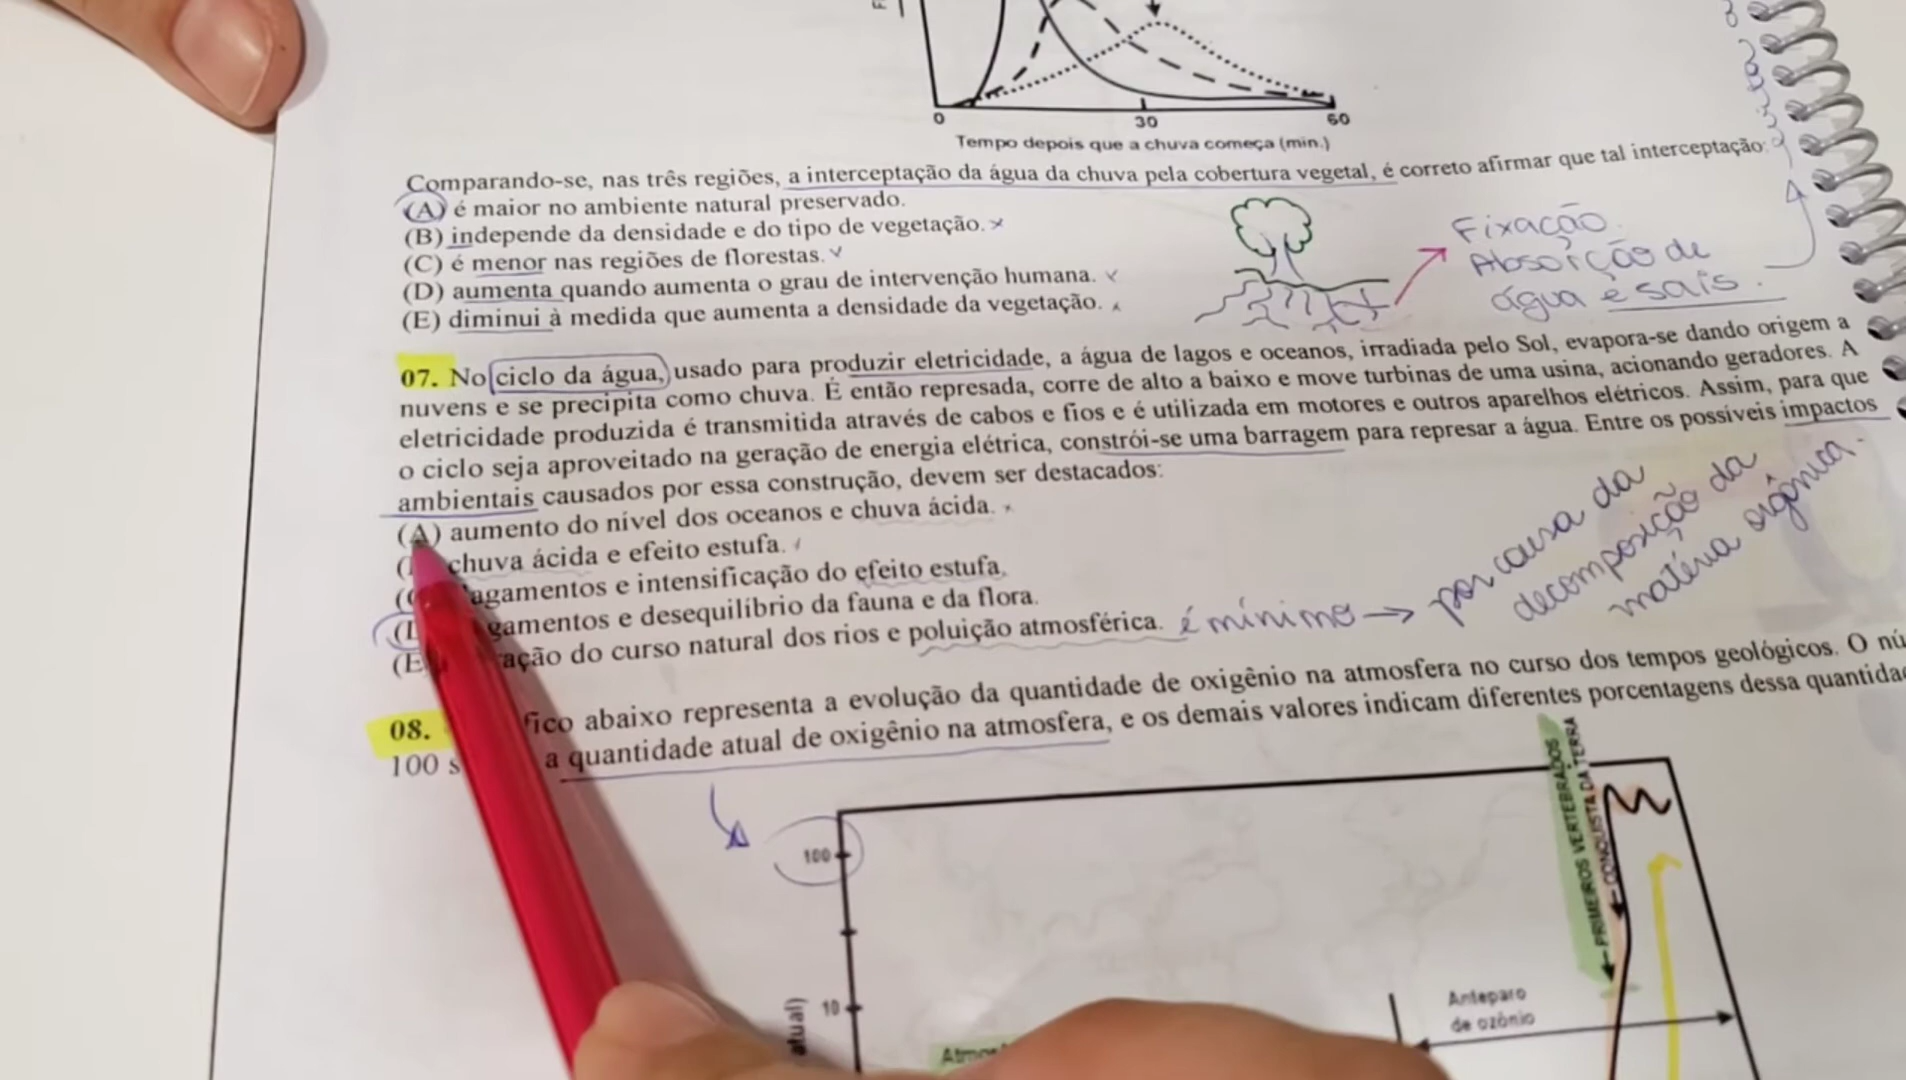 0 30 60
Tempo depois que a chuva começa (min.)
Comparando-se, nas três regiões, a interceptação da água da chuva pela cobertura vegetal, é correto afirmar que tal interceptação:
(A) é maior no ambiente natural preservado.
(B) independe da densidade e do tipo de vegetação.
(C) é menor nas regiões de florestas.
(D) aumenta quando aumenta o grau de intervenção humana.
(E) diminui à medida que aumenta a densidade da vegetação.
Fixação.
Absorção de
água e sais.
07. No ciclo da água, usado para produzir eletricidade, a água de lagos e oceanos, irradiada pelo Sol, evapora-se dando origem a
nuvens e se precipita como chuva. É então represada, corre de alto a baixo e move turbinas de uma usina, acionando geradores. A
eletricidade produzida é transmitida através de cabos e fios e é utilizada em motores e outros aparelhos elétricos. Assim, para que
o ciclo seja aproveitado na geração de energia elétrica, constrói-se uma barragem para represar a água. Entre os possíveis impactos
ambientais causados por essa construção, devem ser destacados:
(A) aumento do nível dos oceanos e chuva ácida.
chuva ácida e efeito estufa.
agamentos e intensificação do efeito estufa.
gamentos e desequilíbrio da fauna e da flora.
(E ação do curso natural dos rios e poluição atmosférica.
é mínimo → por causa da
decomposição da
matéria orgânica.
08. fico abaixo representa a evolução da quantidade de oxigênio na atmosfera no curso dos tempos geológicos. O nú
100 s a quantidade atual de oxigênio na atmosfera, e os demais valores indicam diferentes porcentagens dessa quantidad
PRIMEIROS VERTEBRADOS
CONQUISTA DA TERRA
100
10
atual)
Anteparo
de ozônio